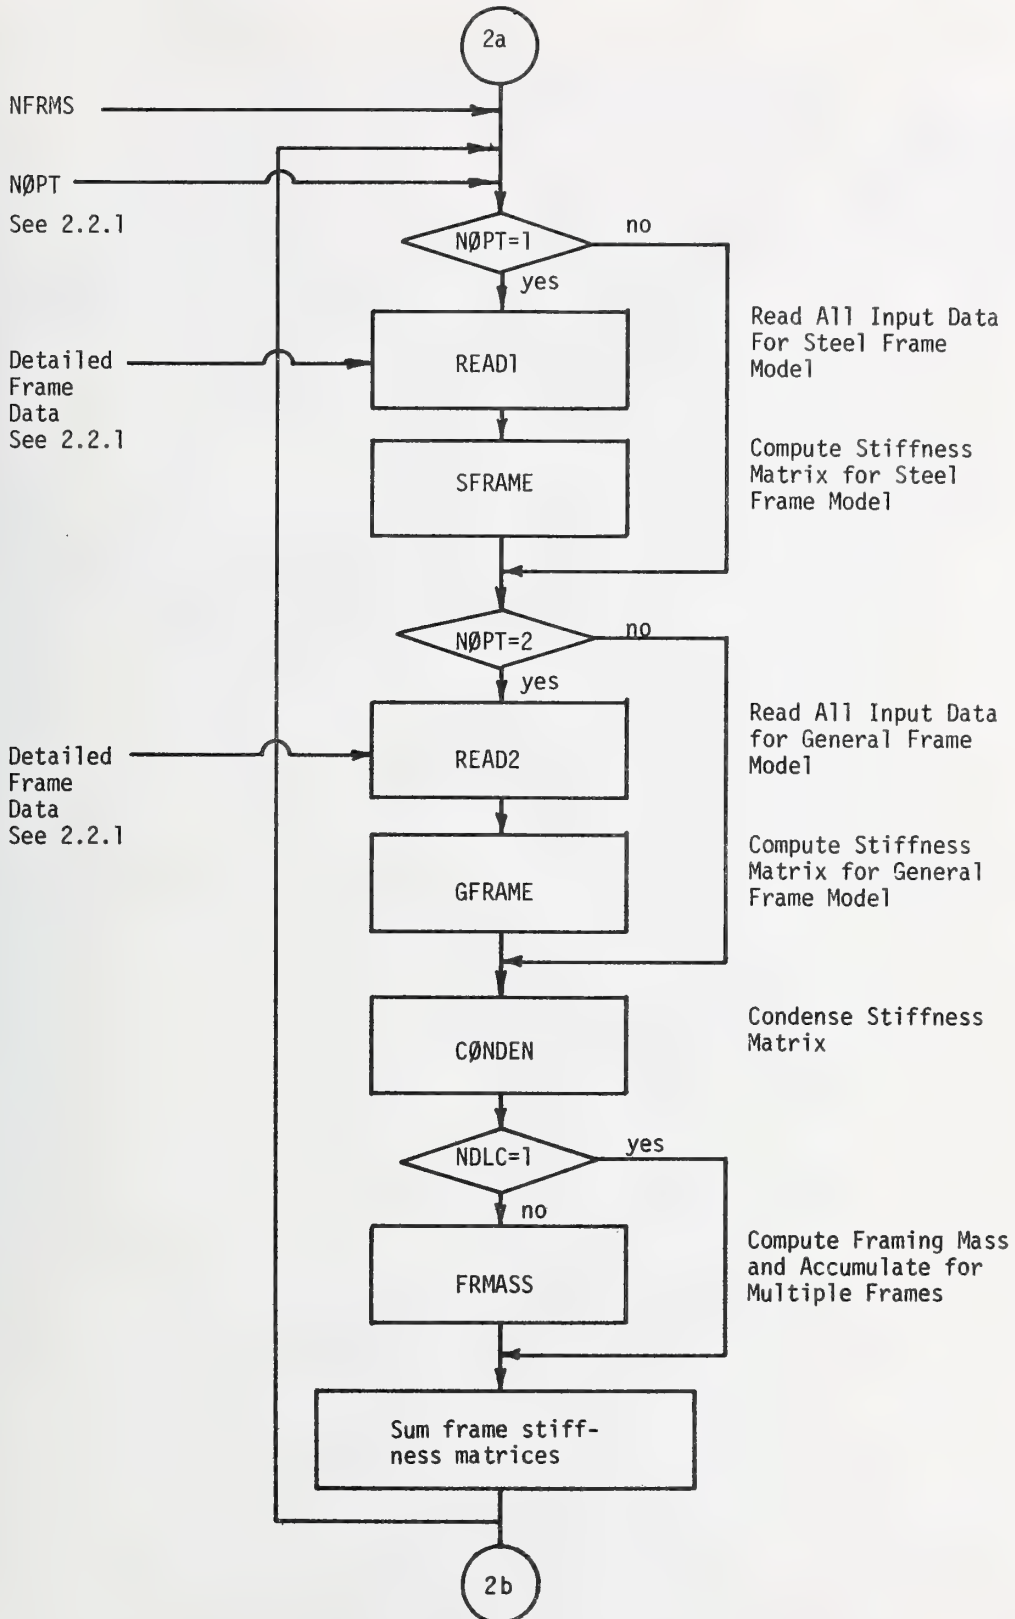 2a
NFRMS
NØPT
See 2.2.1
NØPT=1
no
yes
Detailed
Frame
Data
See 2.2.1
READ1
Read All Input Data
For Steel Frame
Model
SFRAME
Compute Stiffness
Matrix for Steel
Frame Model
NØPT=2
no
yes
Detailed
Frame
Data
See 2.2.1
READ2
Read All Input Data
for General Frame
Model
GFRAME
Compute Stiffness
Matrix for General
Frame Model
CØNDEN
Condense Stiffness
Matrix
NDLC=1
yes
no
FRMASS
Compute Framing Mass
and Accumulate for
Multiple Frames
Sum frame stiff-
ness matrices
2b